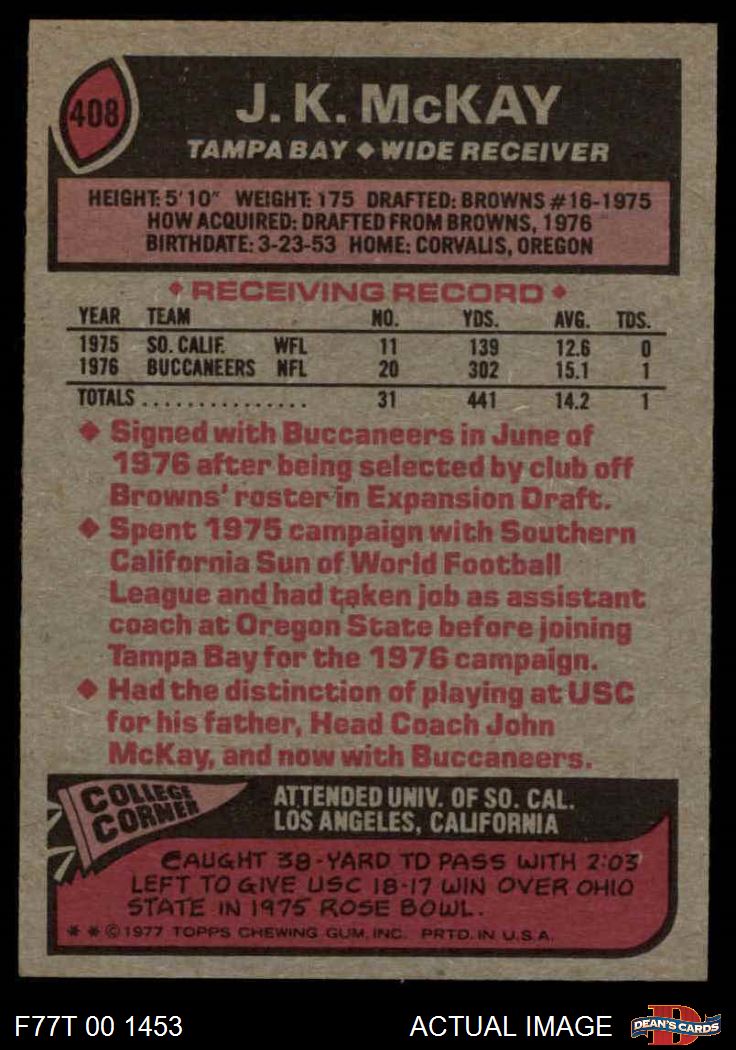 408
J. K. McKAY
TAMPA BAY ◆ WIDE RECEIVER
HEIGHT: 5'10" WEIGHT: 175 DRAFTED: BROWNS #16-1975
HOW ACQUIRED: DRAFTED FROM BROWNS, 1976
BIRTHDATE: 3-23-53 HOME: CORVALIS, OREGON
◆ RECEIVING RECORD ◆
YEAR TEAM NO. YDS. AVG. TDS.
1975 SO. CALIF. WFL 11 139 12.6 0
1976 BUCCANEERS NFL 20 302 15.1 1
TOTALS ................ 31 441 14.2 1
◆ Signed with Buccaneers in June of
1976 after being selected by club off
Browns' roster in Expansion Draft.
◆ Spent 1975 campaign with Southern
California Sun of World Football
League and had taken job as assistant
coach at Oregon State before joining
Tampa Bay for the 1976 campaign.
◆ Had the distinction of playing at USC
for his father, Head Coach John
McKay, and now with Buccaneers.
COLLEGE
CORNER
ATTENDED UNIV. OF SO. CAL.
LOS ANGELES, CALIFORNIA
CAUGHT 38-YARD TD PASS WITH 2:03
LEFT TO GIVE USC 18-17 WIN OVER OHIO
STATE IN 1975 ROSE BOWL.
* * © 1977 TOPPS CHEWING GUM, INC. PRTD. IN U.S.A.
F77T 00 1453 ACTUAL IMAGE
D
DEAN'S CARDS